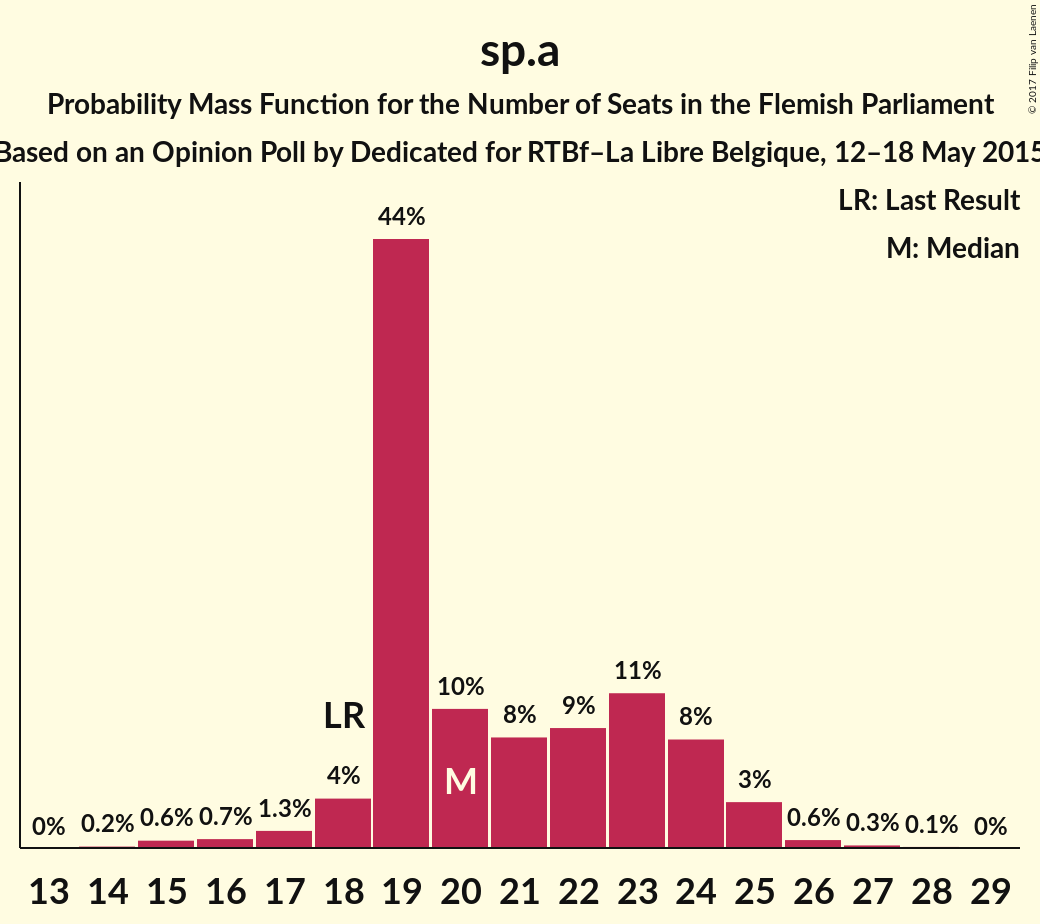 © 2017 Filip van Laenen
sp.a
Probability Mass Function for the Number of Seats in the Flemish Parliament
Based on an Opinion Poll by Dedicated for RTBf–La Libre Belgique, 12–18 May 2015
LR: Last Result
M: Median
0% 0.2% 0.6% 0.7% 1.3% 4% 44% 10% 8% 9% 11% 8% 3% 0.6% 0.3% 0.1% 0%
LR
M
13 14 15 16 17 18 19 20 21 22 23 24 25 26 27 28 29